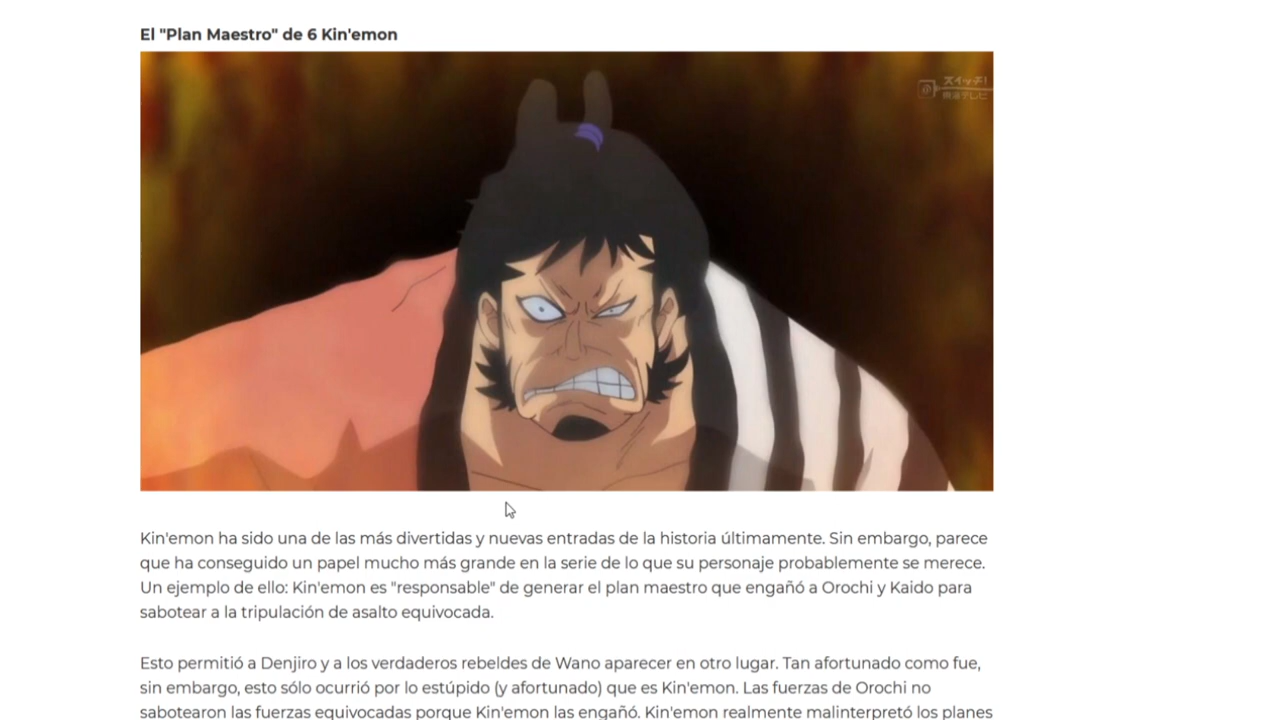 El "Plan Maestro" de 6 Kin'emon
スイッチ!
Kin'emon ha sido una de las más divertidas y nuevas entradas de la historia últimamente. Sin embargo, parece
que ha conseguido un papel mucho más grande en la serie de lo que su personaje probablemente se merece.
Un ejemplo de ello: Kin'emon es "responsable" de generar el plan maestro que engañó a Orochi y Kaido para
sabotear a la tripulación de asalto equivocada.
Esto permitió a Denjiro y a los verdaderos rebeldes de Wano aparecer en otro lugar. Tan afortunado como fue,
sin embargo, esto sólo ocurrió por lo estúpido (y afortunado) que es Kin'emon. Las fuerzas de Orochi no
sabotearon las fuerzas equivocadas porque Kin'emon las engañó. Kin'emon realmente malinterpretó los planes